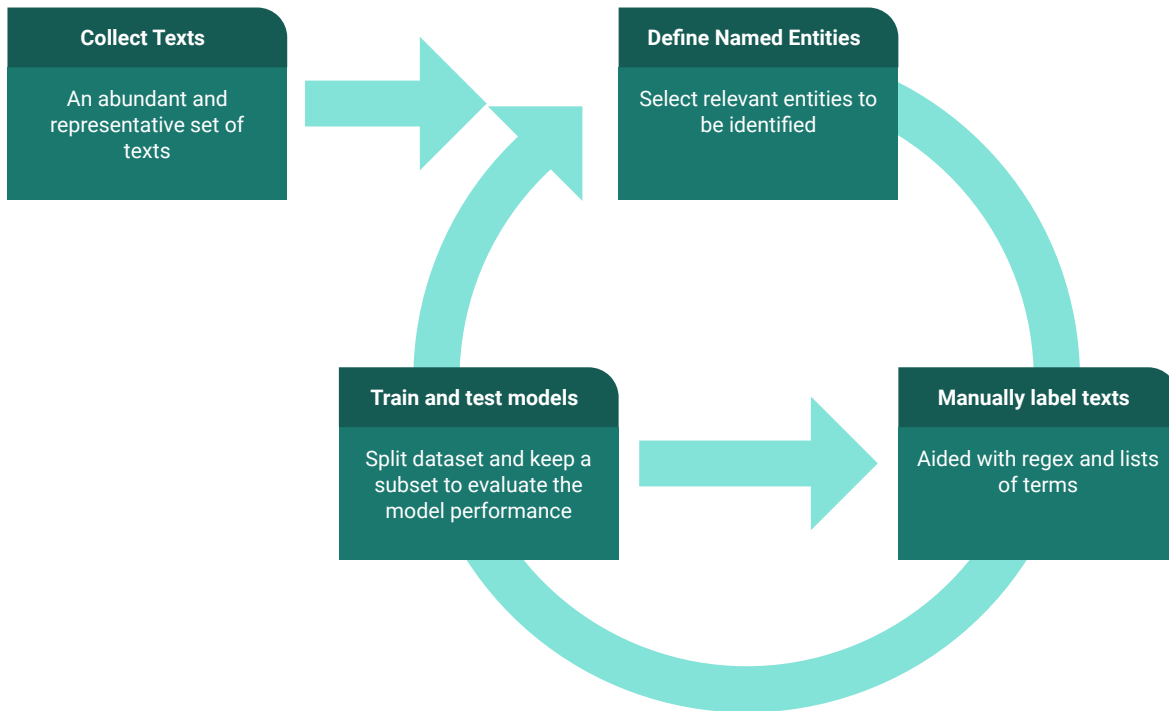 Collect Texts
An abundant and
representative set of
texts
Define Named Entities
Select relevant entities to
be identified
Train and test models
Split dataset and keep a
subset to evaluate the
model performance
Manually label texts
Aided with regex and lists
of terms